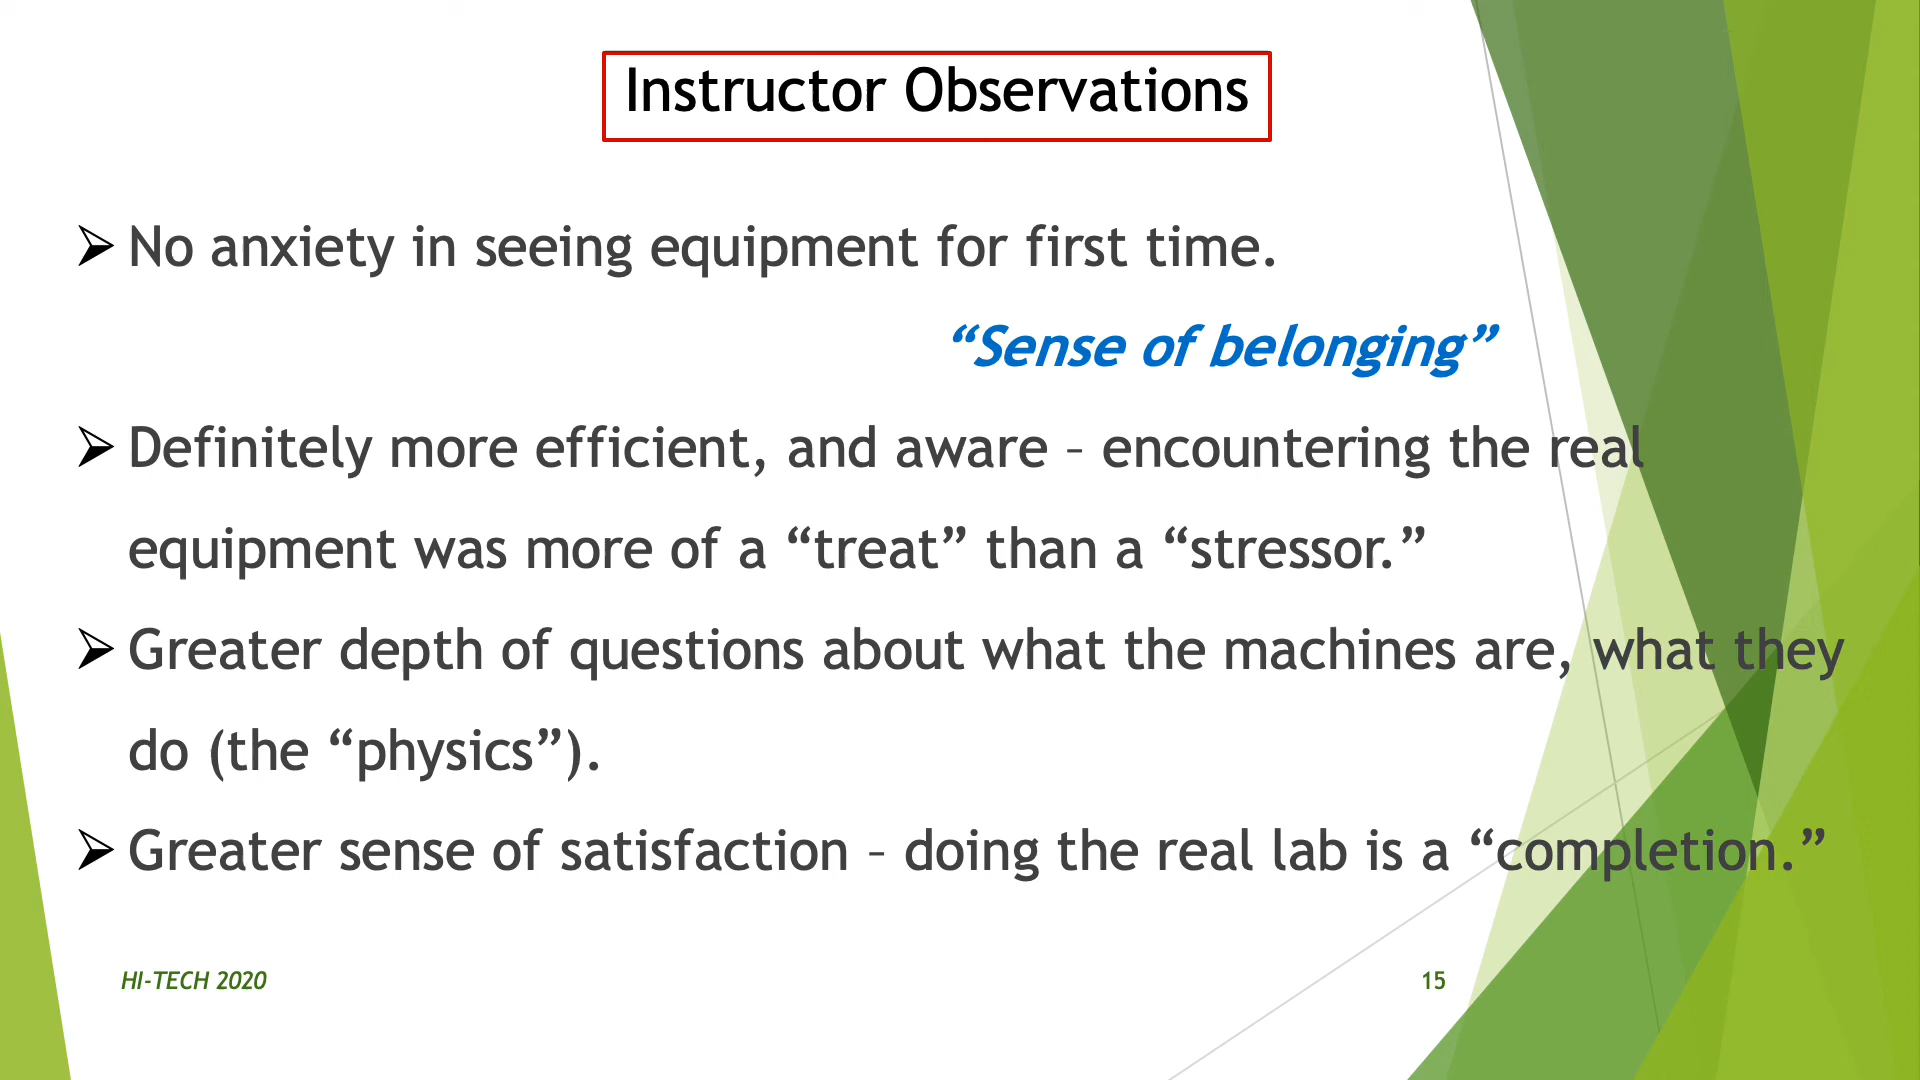 Instructor Observations
➢ No anxiety in seeing equipment for first time.
“Sense of belonging”
➢ Definitely more efficient, and aware – encountering the real
equipment was more of a “treat” than a “stressor.”
➢ Greater depth of questions about what the machines are, what they
do (the “physics”).
➢ Greater sense of satisfaction – doing the real lab is a “completion.”
HI-TECH 2020
15